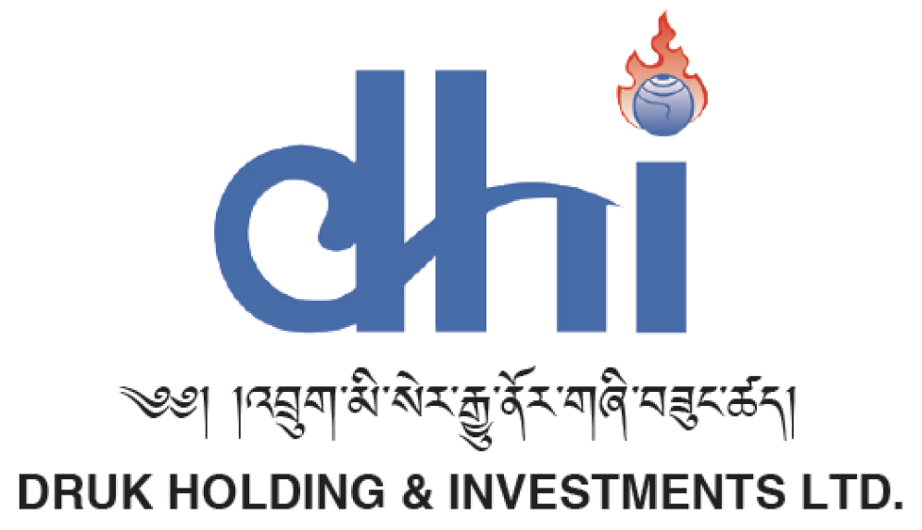 dhi
༄༅། །འབྲུག་མི་སེར་རྒྱུ་ནོར་གཞི་བཟུང་ཚད།
DRUK HOLDING & INVESTMENTS LTD.